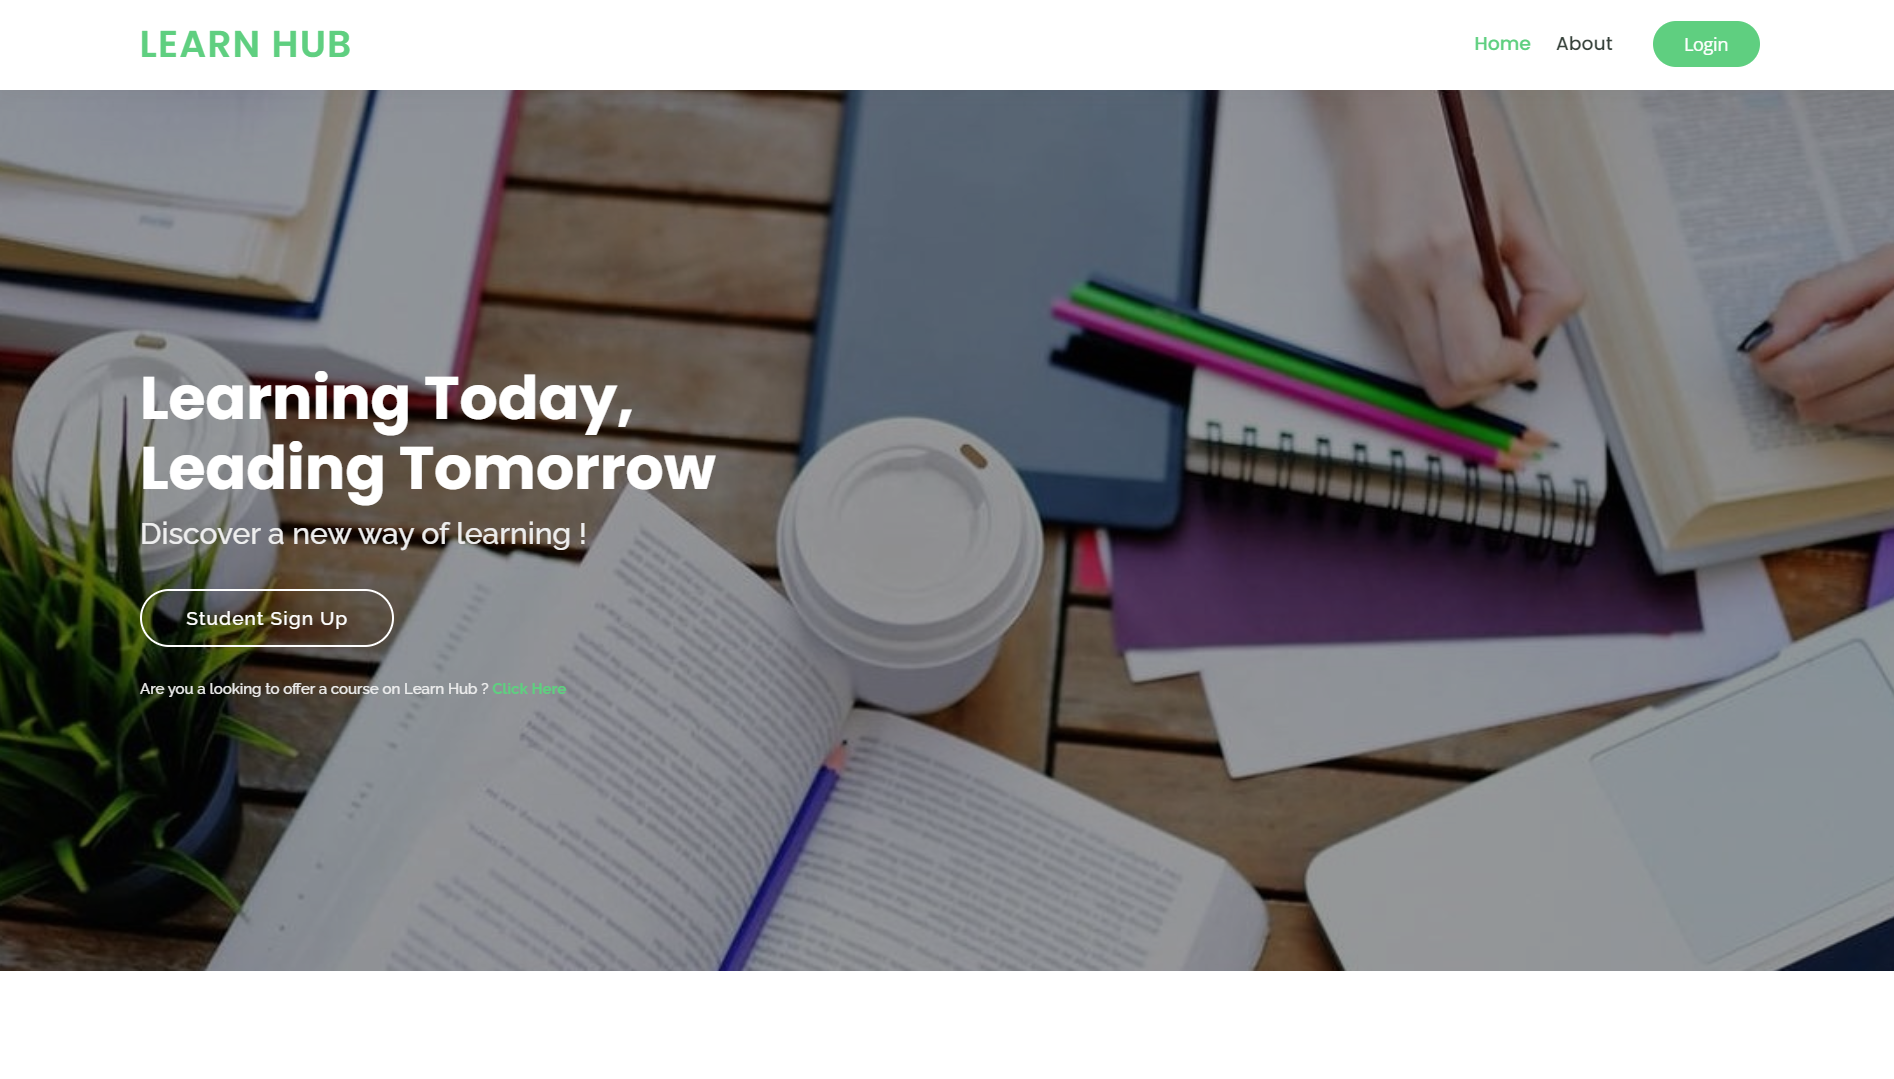 LEARN HUB
Home
About
Login
Learning Today,
Leading Tomorrow
Discover a new way of learning !
Student Sign Up
Are you a looking to offer a course on Learn Hub ? Click Here